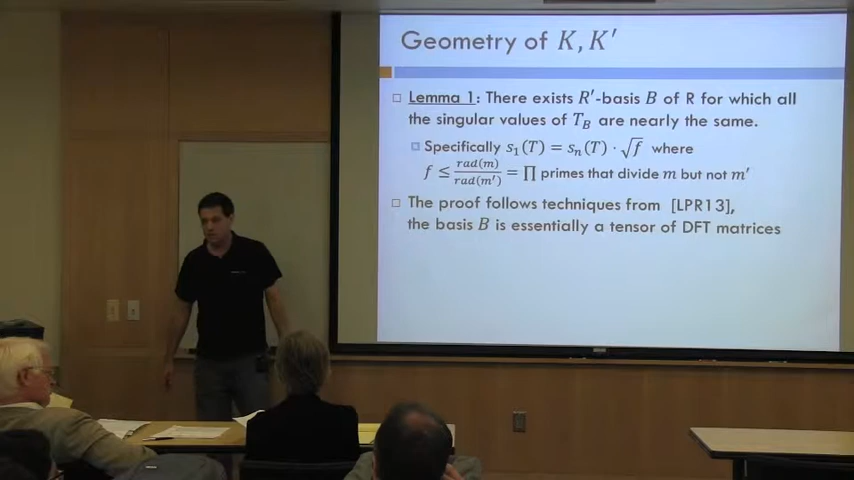 Geometry of K, K′
Lemma 1: There exists R′-basis B of R for which all
the singular values of T_B are nearly the same.
Specifically s₁(T) = sₙ(T) · √f where
f ≤ rad(m)/rad(m′) = ∏ primes that divide m but not m′
The proof follows techniques from [LPR13],
the basis B is essentially a tensor of DFT matrices